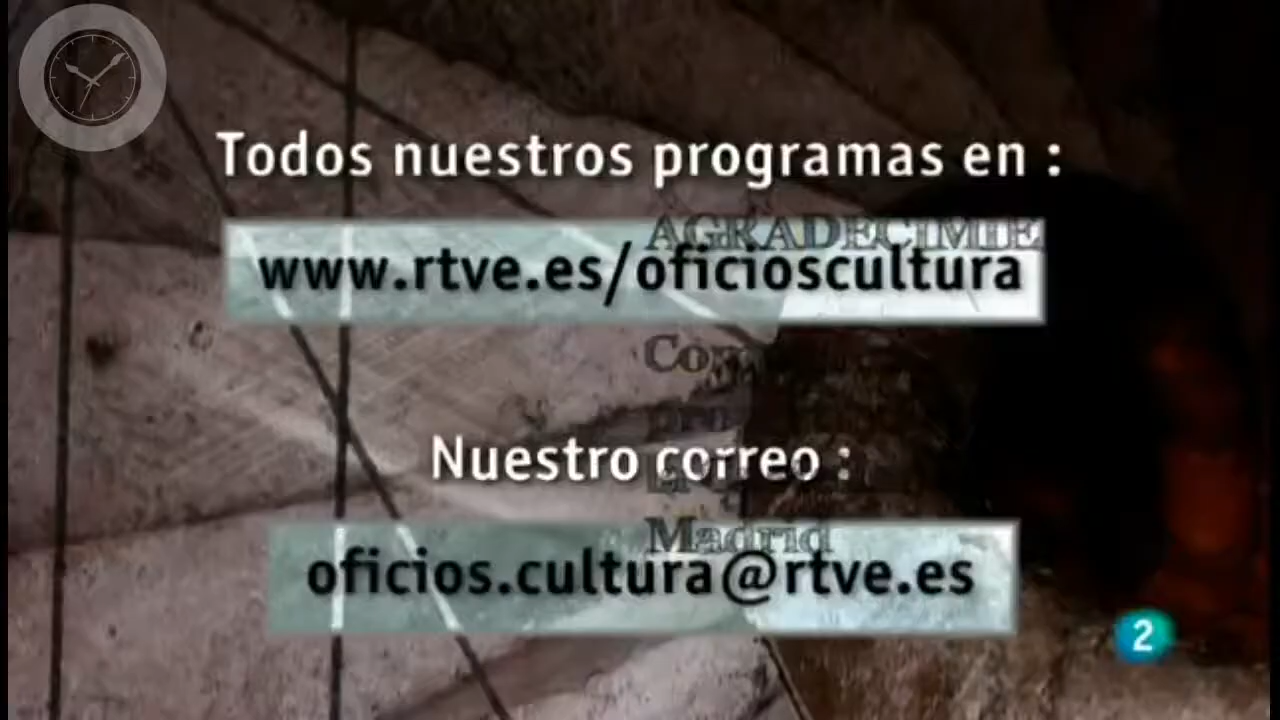 Todos nuestros programas en :
AGRADECIMIE
www.rtve.es/oficioscultura
Nuestro correo :
Madrid
oficios.cultura@rtve.es
2